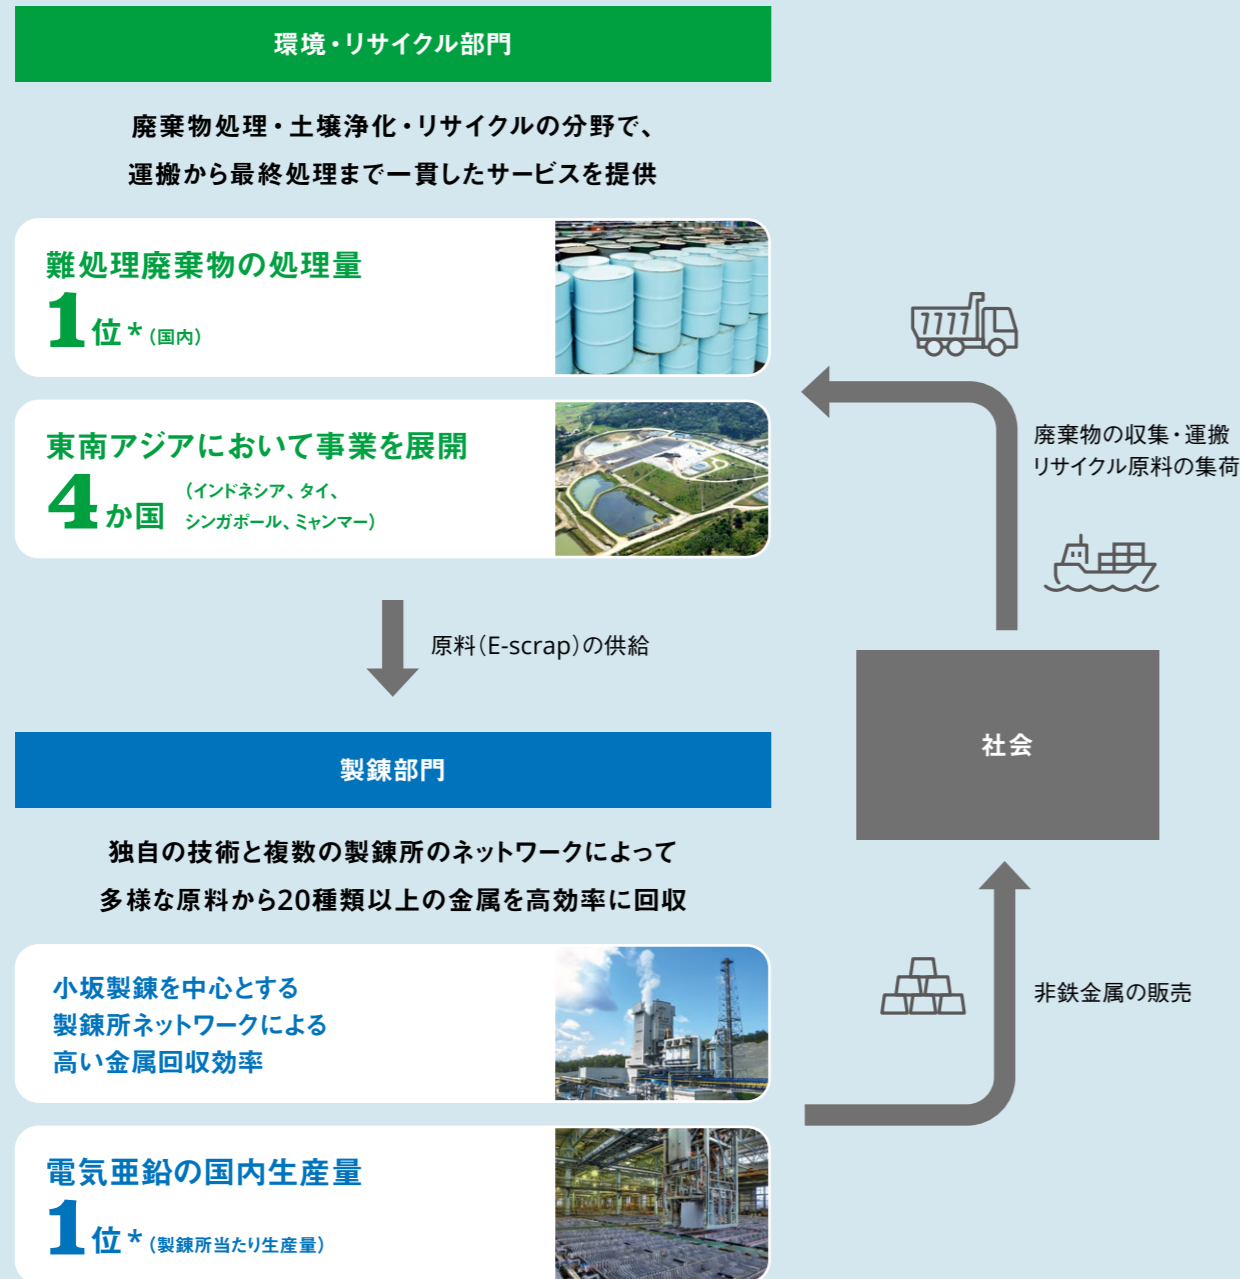 環境・リサイクル部門
廃棄物処理・土壌浄化・リサイクルの分野で、
運搬から最終処理まで一貫したサービスを提供
難処理廃棄物の処理量
1位*(国内)
東南アジアにおいて事業を展開
4か国 (インドネシア、タイ、
シンガポール、ミャンマー)
原料(E-scrap)の供給
製錬部門
独自の技術と複数の製錬所のネットワークによって
多様な原料から20種類以上の金属を高効率に回収
小坂製錬を中心とする
製錬所ネットワークによる
高い金属回収効率
電気亜鉛の国内生産量
1位*(製錬所当たり生産量)
廃棄物の収集・運搬
リサイクル原料の集荷
社会
非鉄金属の販売